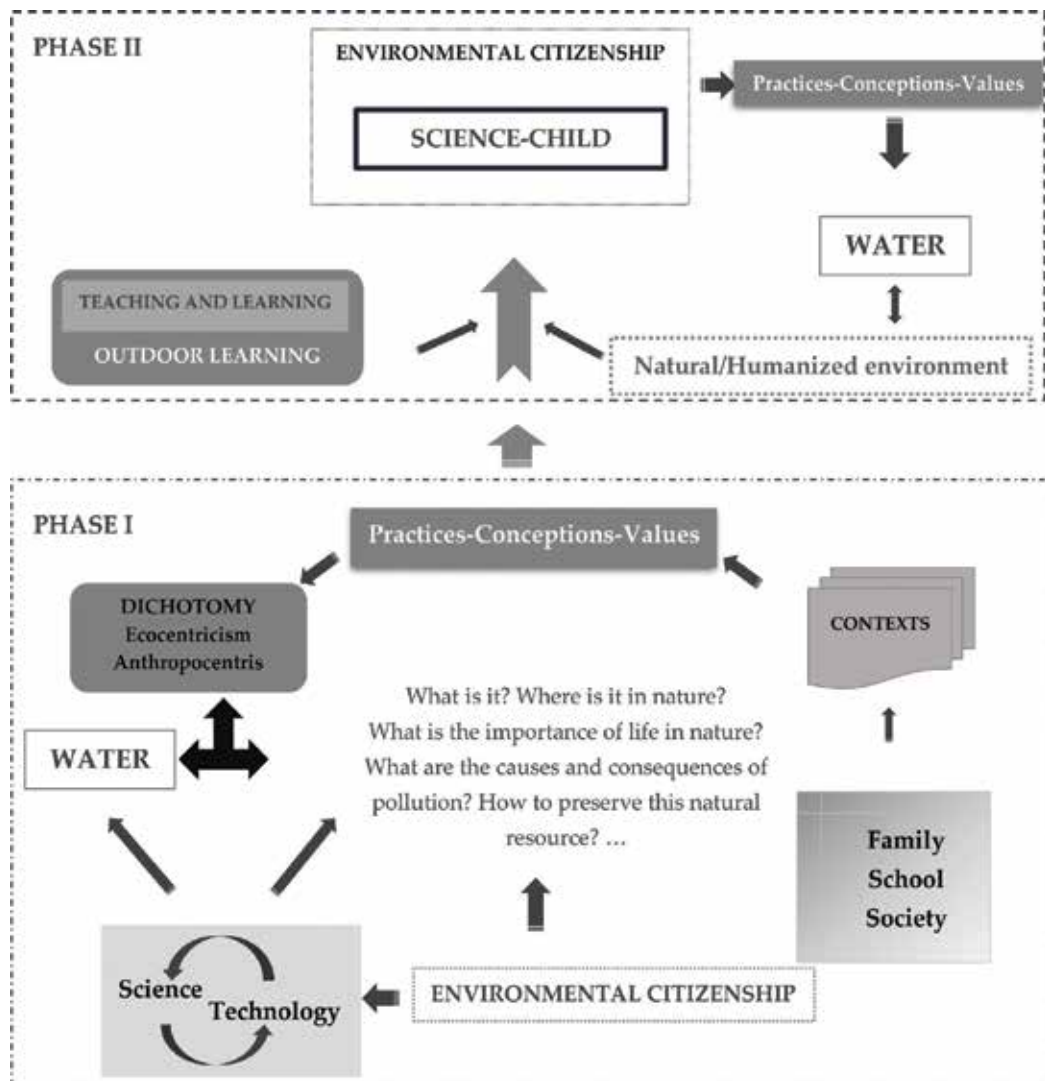 PHASE II
ENVIRONMENTAL CITIZENSHIP
SCIENCE-CHILD
Practices-Conceptions-Values
WATER
TEACHING AND LEARNING
OUTDOOR LEARNING
Natural/Humanized environment
PHASE I
Practices-Conceptions-Values
DICHOTOMY
Ecocentricism
Anthropocentris
CONTEXTS
What is it? Where is it in nature?
What is the importance of life in nature?
What are the causes and consequences of
pollution? How to preserve this natural
resource? …
WATER
Family
School
Society
Science
Technology
ENVIRONMENTAL CITIZENSHIP